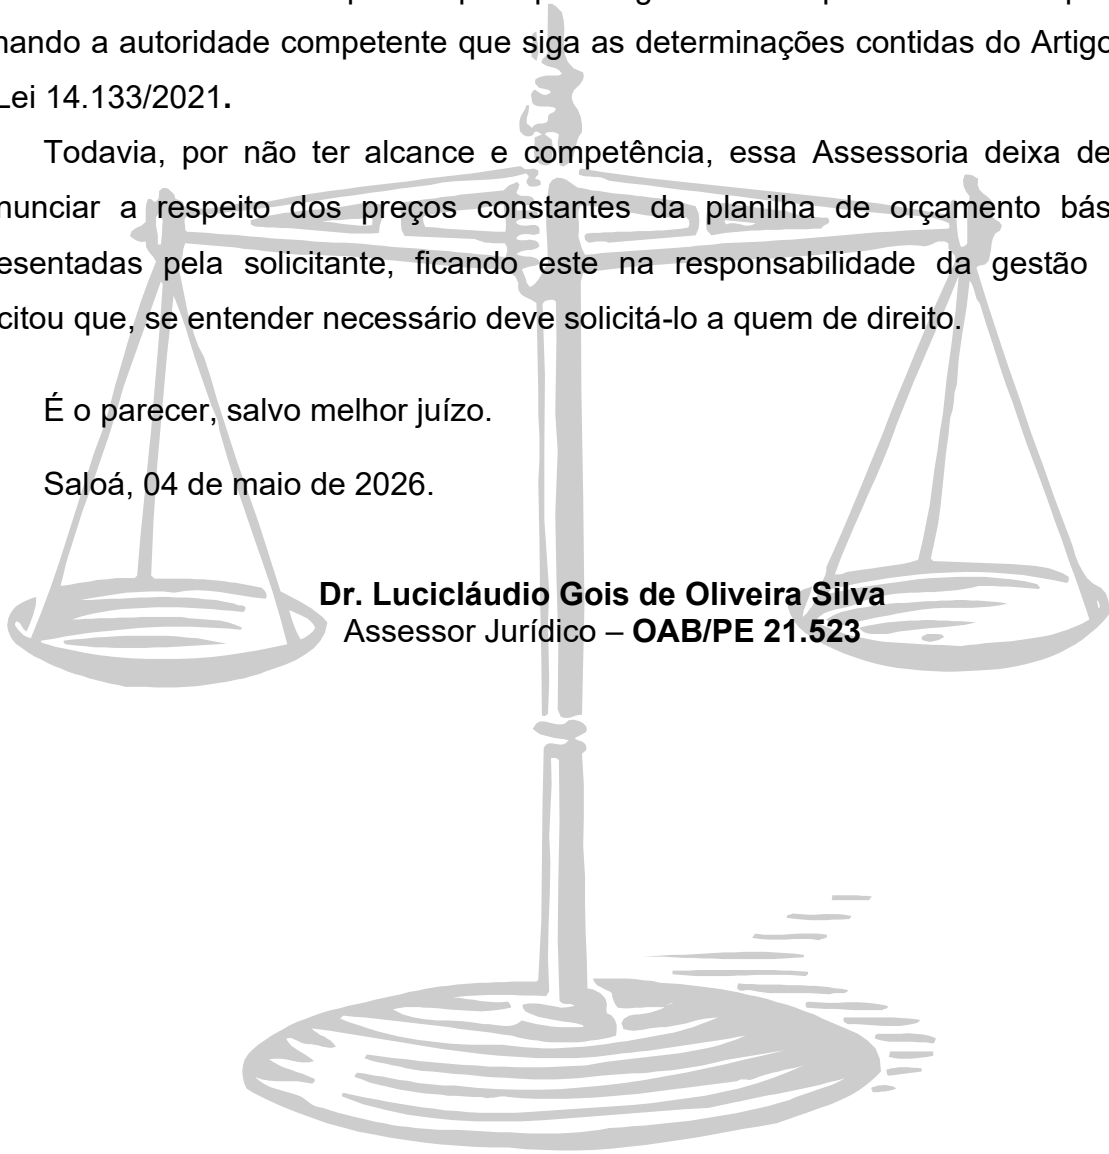 nando a autoridade competente que siga as determinações contidas do Artigo
Lei 14.133/2021.
Todavia, por não ter alcance e competência, essa Assessoria deixa de
nunciar a respeito dos preços constantes da planilha de orçamento bás
esentadas pela solicitante, ficando este na responsabilidade da gestão
citou que, se entender necessário deve solicitá-lo a quem de direito.
É o parecer, salvo melhor juízo.
Saloá, 04 de maio de 2026.
Dr. Lucicláudio Gois de Oliveira Silva
Assessor Jurídico – OAB/PE 21.523